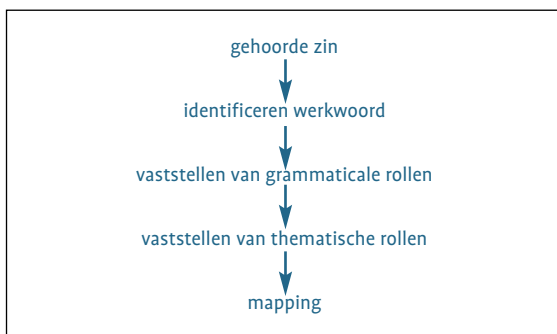 gehoorde zin
identificeren werkwoord
vaststellen van grammaticale rollen
vaststellen van thematische rollen
mapping